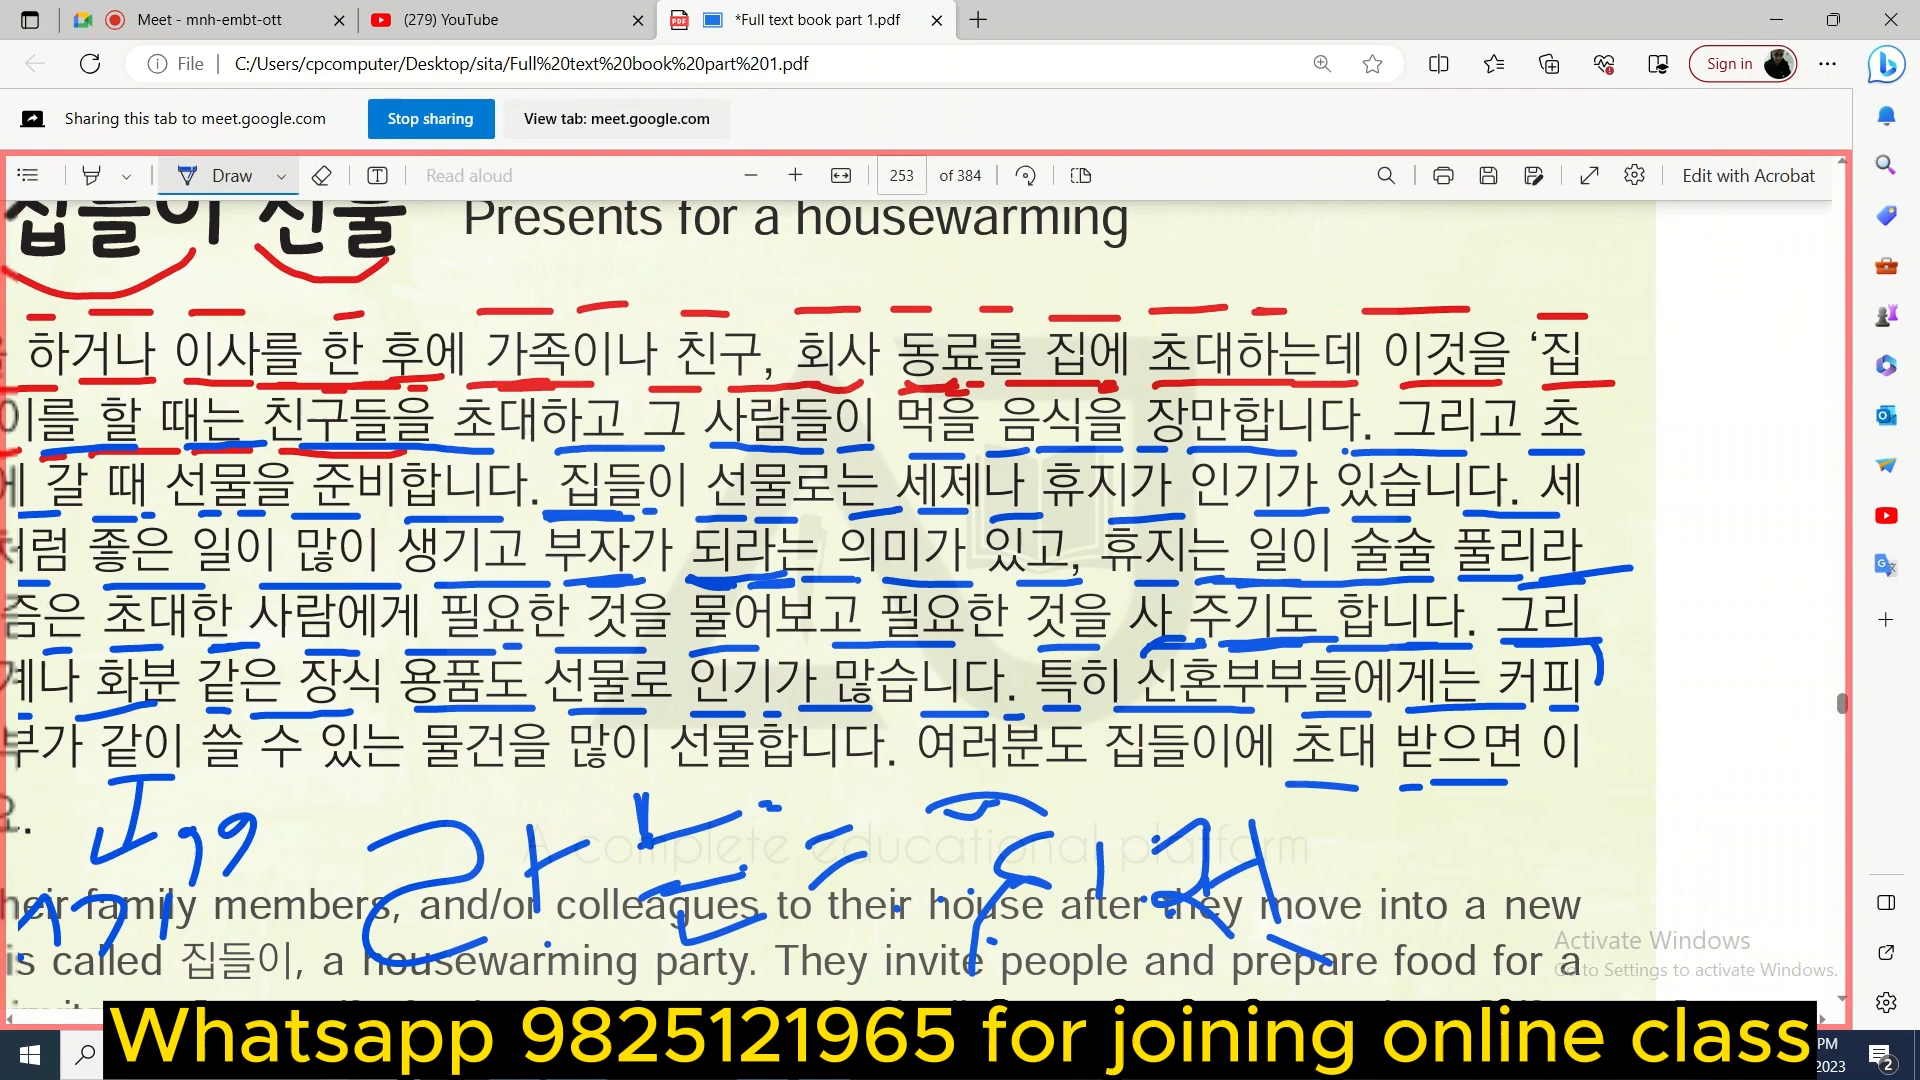 Meet - mnh-embt-ott
(279) YouTube
*Full text book part 1.pdf
File
C:/Users/cpcomputer/Desktop/sita/Full%20text%20book%20part%201.pdf
Sign in
Sharing this tab to meet.google.com
Stop sharing
View tab: meet.google.com
Draw
Read aloud
253 of 384
Edit with Acrobat
집들이 선물 Presents for a housewarming
하거나 이사를 한 후에 가족이나 친구, 회사 동료를 집에 초대하는데 이것을 ‘집
이를 할 때는 친구들을 초대하고 그 사람들이 먹을 음식을 장만합니다. 그리고 초
에 갈 때 선물을 준비합니다. 집들이 선물로는 세제나 휴지가 인기가 있습니다. 세
처럼 좋은 일이 많이 생기고 부자가 되라는 의미가 있고, 휴지는 일이 술술 풀리라
즘은 초대한 사람에게 필요한 것을 물어보고 필요한 것을 사 주기도 합니다. 그리
계나 화분 같은 장식 용품도 선물로 인기가 많습니다. 특히 신혼부부들에게는 커피
부가 같이 쓸 수 있는 물건을 많이 선물합니다. 여러분도 집들이에 초대 받으면 이
요.
A complete educational platform
their family members, and/or colleagues to their house after they move into a new
is called 집들이, a housewarming party. They invite people and prepare food for a
Activate Windows
Go to Settings to activate Windows.
Whatsapp 9825121965 for joining online class
PM
2023
2